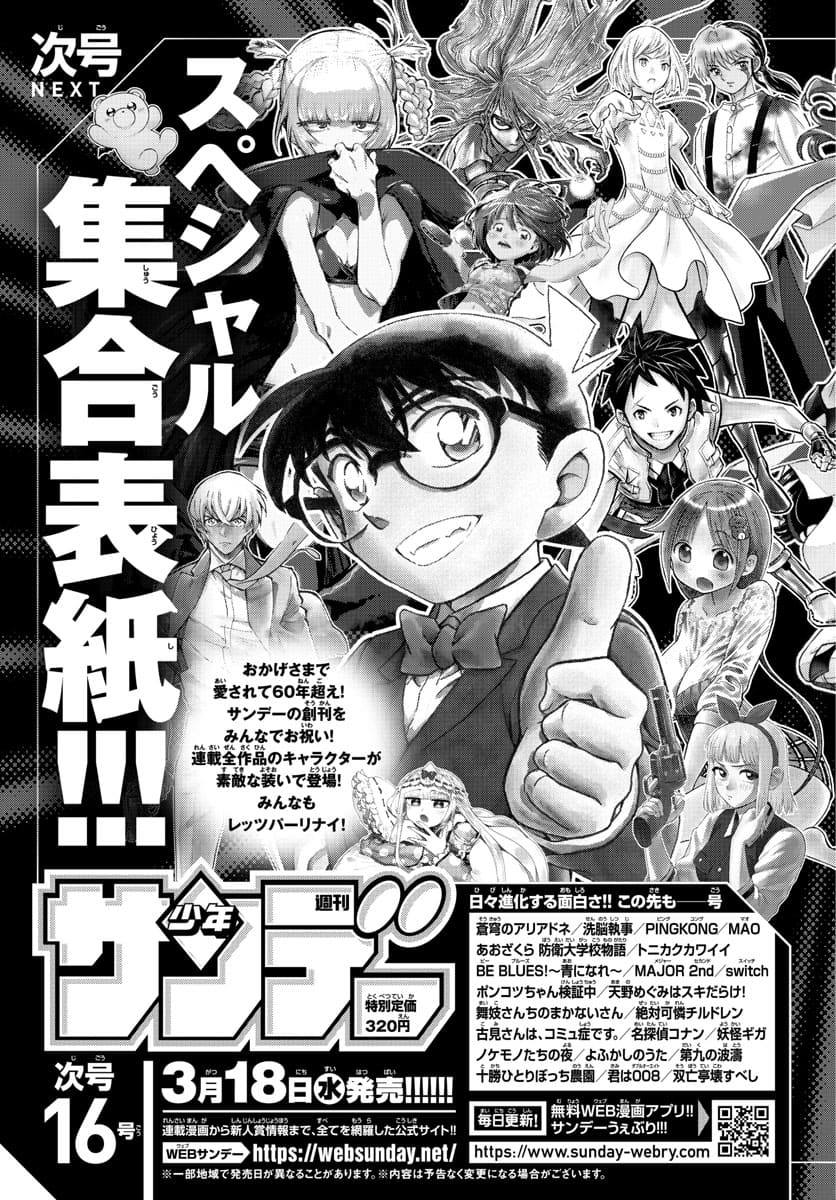 次号
NEXT
スペシャル
集合表紙!!!
おかげさまで
愛されて60年超え!
サンデーの創刊を
みんなでお祝い!
連載全作品のキャラクターが
素敵な装いで登場!
みんなも
レッツパーリナイ!
週刊
少年
サンデー
特別定価
320円
次号
16号
3月18日㊌発売!!!!!!
連載漫画から新人賞情報まで、全てを網羅した公式サイト!!
WEBサンデー https://websunday.net/
日々進化する面白さ!! この先も――号
蒼穹のアリアドネ/洗脳執事/PINGKONG/MAO
あおざくら 防衛大学校物語/トニカクカワイイ
BE BLUES!〜青になれ〜/MAJOR 2nd/switch
ポンコツちゃん検証中/天野めぐみはスキだらけ!
舞妓さんちのまかないさん/絶対可憐チルドレン
古見さんは、コミュ症です。/名探偵コナン/妖怪ギガ
ノケモノたちの夜/よふかしのうた/第九の波濤
十勝ひとりぼっち農園/君は008/双亡亭壊すべし
毎日更新!
無料WEB漫画アプリ!!
サンデーうぇぶり!!!
https://www.sunday-webry.com/
※一部地域で発売日が異なることがあります。※内容は予告なく変更になる場合がございます。